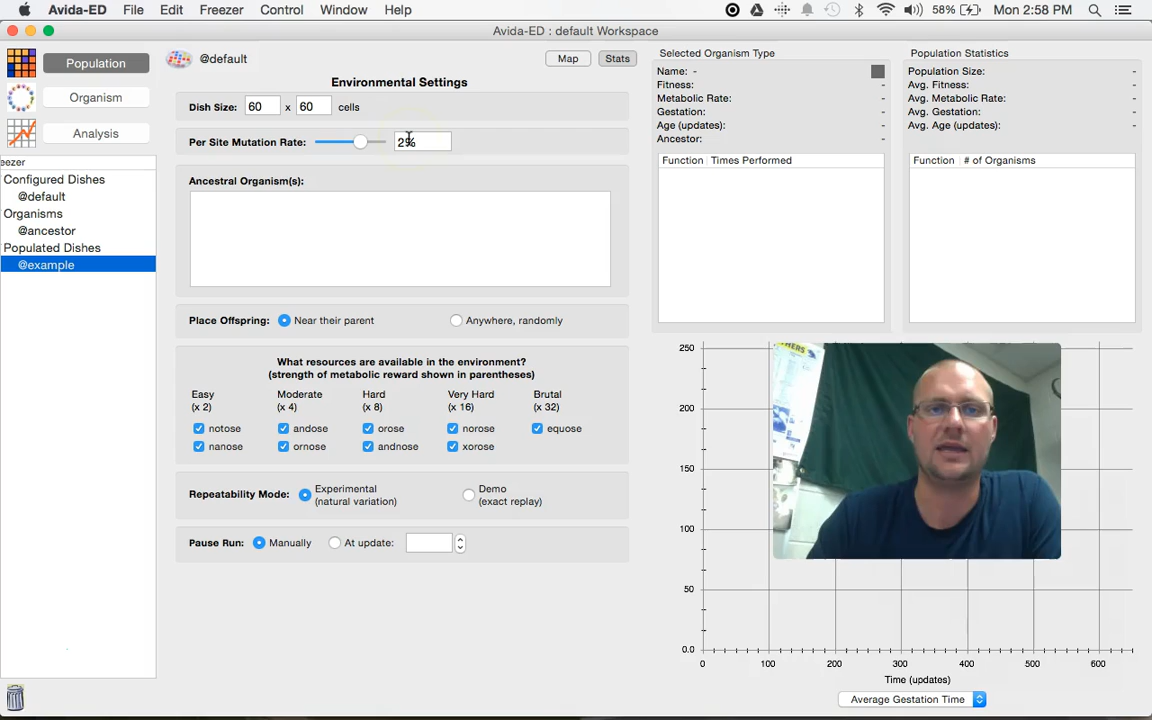 Avida-ED File Edit Freezer Control Window Help 58% Mon 2:58 PM
Avida-ED : default Workspace
Population
Organism
Analysis
eezer
Configured Dishes
@default
Organisms
@ancestor
Populated Dishes
@example
@default
Map Stats
Environmental Settings
Dish Size: 60 x 60 cells
Per Site Mutation Rate: 2%
Ancestral Organism(s):
Place Offspring: Near their parent Anywhere, randomly
What resources are available in the environment?
(strength of metabolic reward shown in parentheses)
Easy Moderate Hard Very Hard Brutal
(x 2) (x 4) (x 8) (x 16) (x 32)
notose andose orose norose equose
nanose ornose andnose xorose
Repeatability Mode: Experimental (natural variation) Demo (exact replay)
Pause Run: Manually At update:
Selected Organism Type
Name: -
Fitness: -
Metabolic Rate: -
Gestation: -
Age (updates): -
Ancestor: -
Function Times Performed
Population Statistics
Population Size: -
Avg. Fitness: -
Avg. Metabolic Rate: -
Avg. Gestation: -
Avg. Age (updates): -
Function # of Organisms
250
200
150
100
50
0.0
0 100 200 300 400 500 600
Time (updates)
Average Gestation Time